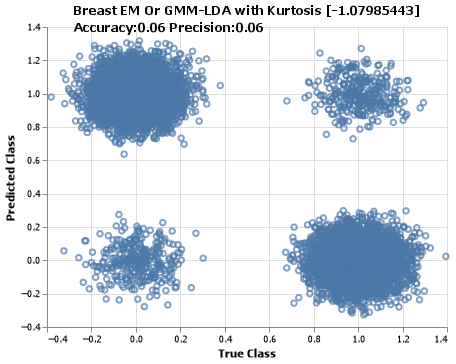 Breast EM Or GMM-LDA with Kurtosis [-1.07985443]
Accuracy:0.06 Precision:0.06
1.4
1.2
1.0
0.8
0.6
0.4
0.2
0.0
−0.2
−0.4
Predicted Class
−0.4 −0.2 0.0 0.2 0.4 0.6 0.8 1.0 1.2 1.4
True Class